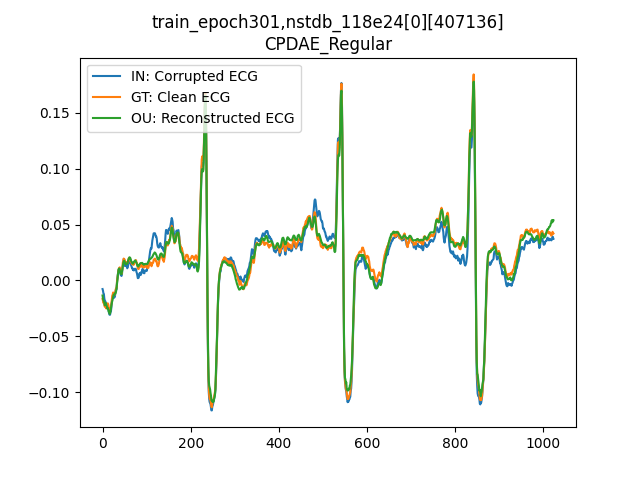 train_epoch301,nstdb_118e24[0][407136]
CPDAE_Regular
IN: Corrupted ECG
GT: Clean ECG
OU: Reconstructed ECG
0.15
0.10
0.05
0.00
−0.05
−0.10
0 200 400 600 800 1000